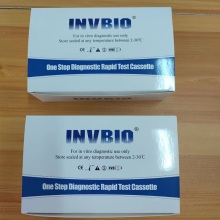 INVBIO®
For in vitro diagnostic use only
Store sealed at any temperature between 2-30℃
One Step Diagnostic Rapid Test Cassette
INVBIO®
For in vitro diagnostic use only
Store sealed at any temperature between 2-30℃
One Step Diagnostic Rapid Test Cassette